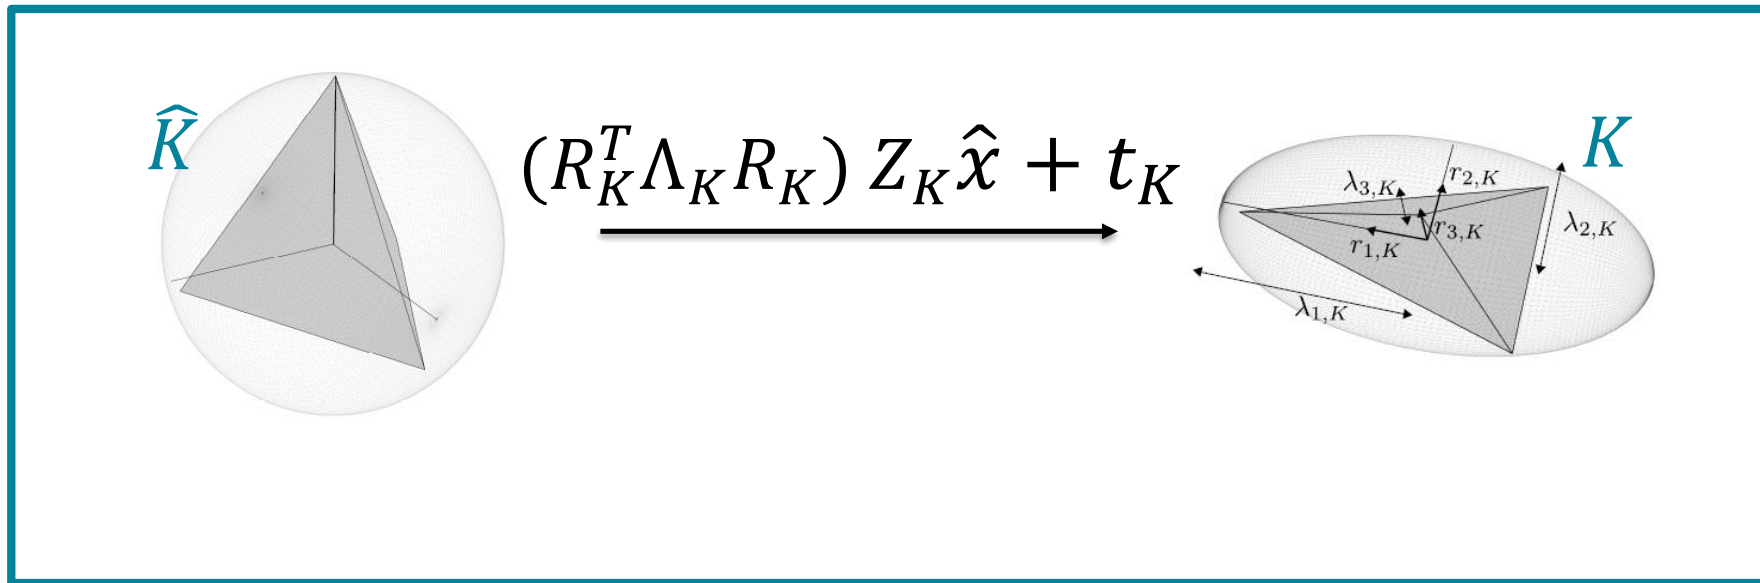 K̂
(R_K^T Λ_K R_K) Z_K x̂ + t_K
K
λ_{3,K}
r_{2,K}
λ_{2,K}
r_{3,K}
r_{1,K}
λ_{1,K}